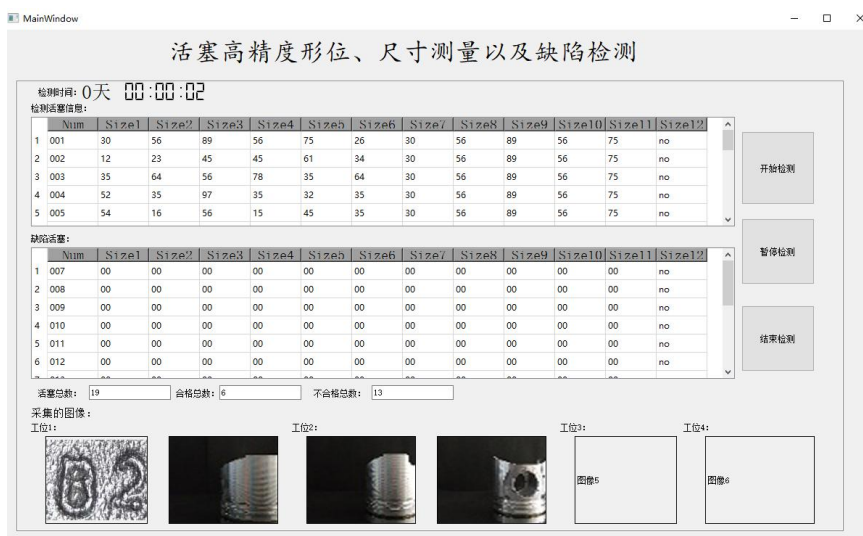 MainWindow
活塞高精度形位、尺寸测量以及缺陷检测
检测时间: 0天 00:00:02
检测活塞信息:
Num Size1 Size2 Size3 Size4 Size5 Size6 Size7 Size8 Size9 Size10 Size11 Size12
1 001 30 56 89 56 75 26 30 56 89 56 75 no
2 002 12 23 45 45 61 34 30 56 89 56 75 no
3 003 35 64 56 78 35 64 30 56 89 56 75 no
4 004 52 35 97 35 32 35 30 56 89 56 75 no
5 005 54 16 56 15 45 35 30 56 89 56 75 no
开始检测
暂停检测
结束检测
缺陷活塞:
Num Size1 Size2 Size3 Size4 Size5 Size6 Size7 Size8 Size9 Size10 Size11 Size12
1 007 00 00 00 00 00 00 00 00 00 00 00 no
2 008 00 00 00 00 00 00 00 00 00 00 00 no
3 009 00 00 00 00 00 00 00 00 00 00 00 no
4 010 00 00 00 00 00 00 00 00 00 00 00 no
5 011 00 00 00 00 00 00 00 00 00 00 00 no
6 012 00 00 00 00 00 00 00 00 00 00 00 no
活塞总数: 19 合格总数: 6 不合格总数: 13
采集的图像:
工位1: 工位2: 工位3: 工位4:
图像5 图像6